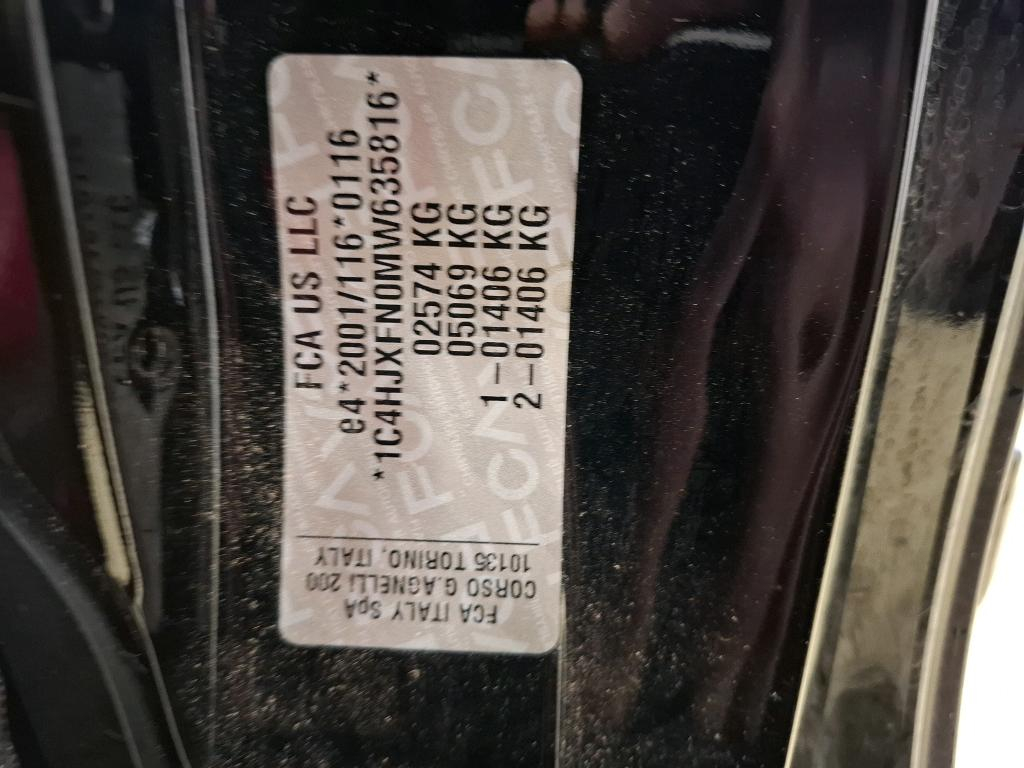 FCA US LLC
e4*2001/116*0116
*1C4HJXFN0MW635816*
02574 KG
05069 KG
1-01406 KG
2-01406 KG
FCA ITALY SpA
CORSO G.AGNELLI 200
10135 TORINO, ITALY